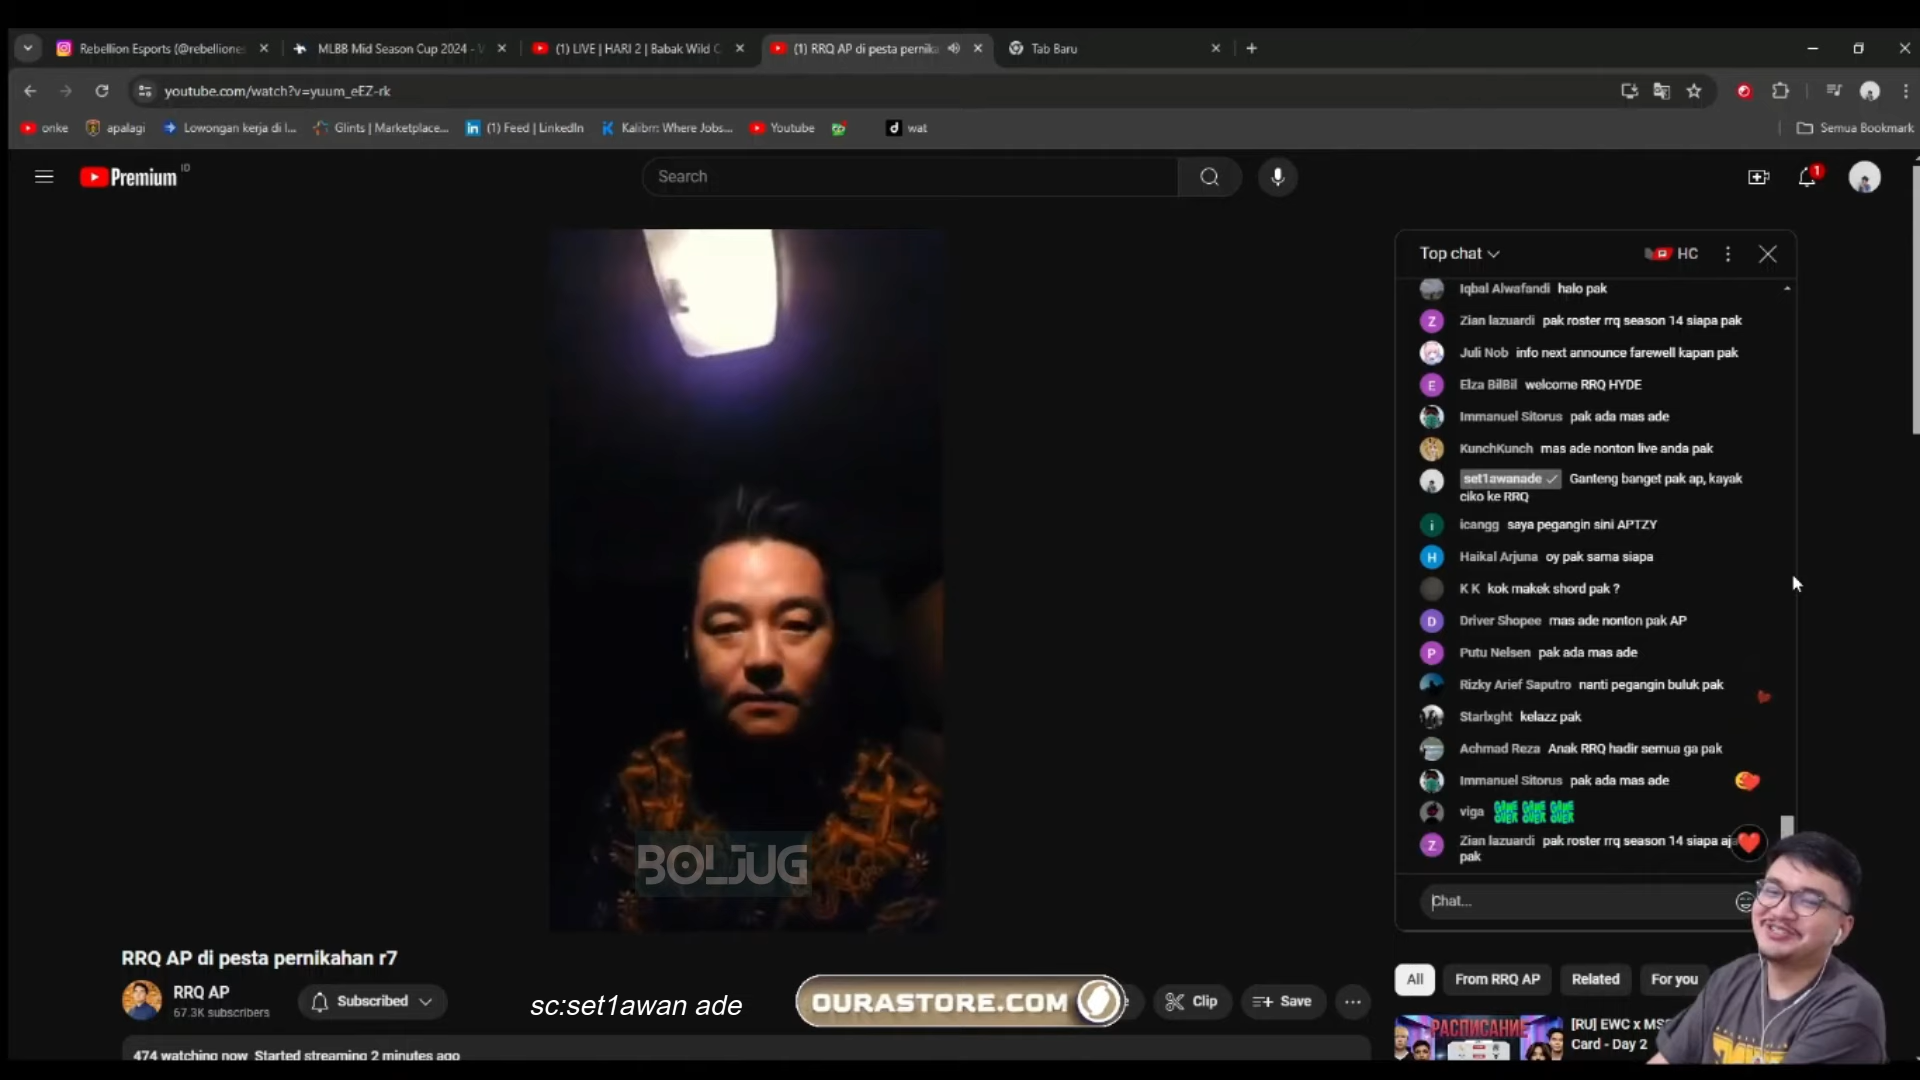 Rebellion Esports (@rebellione
MLBB Mid Season Cup 2024 -
(1) LIVE | HARI 2 | Babak Wild C
(1) RRQ AP di pesta pernika
Tab Baru
youtube.com/watch?v=yuum_eEZ-rk
onke
apalagi
Lowongan kerja di l...
Glints | Marketplace...
(1) Feed | LinkedIn
Kalibrr: Where Jobs...
Youtube
wat
Semua Bookmark
Premium ID
Search
1
Top chat
HC
Iqbal Alwafandi halo pak
Zian lazuardi pak roster rrq season 14 siapa pak
Juli Nob info next announce farewell kapan pak
Elza BilBil welcome RRQ HYDE
Immanuel Sitorus pak ada mas ade
KunchKunch mas ade nonton live anda pak
set1awanade Ganteng banget pak ap, kayak
ciko ke RRQ
icangg saya pegangin sini APTZY
Haikal Arjuna oy pak sama siapa
K K kok makek shord pak ?
Driver Shopee mas ade nonton pak AP
Putu Nelsen pak ada mas ade
Rizky Arief Saputro nanti pegangin buluk pak
Starlxght kelazz pak
Achmad Reza Anak RRQ hadir semua ga pak
Immanuel Sitorus pak ada mas ade
viga GAME OVER GAME OVER GAME OVER
Zian lazuardi pak roster rrq season 14 siapa aj
pak
Chat...
BOLJUG
RRQ AP di pesta pernikahan r7
RRQ AP
67.3K subscribers
Subscribed
sc:set1awan ade
OURASTORE.COM
Clip
Save
474 watching now Started streaming 2 minutes ago
All
From RRQ AP
Related
For you
РАСПИСАНИЕ
[RU] EWC x MS
Card - Day 2